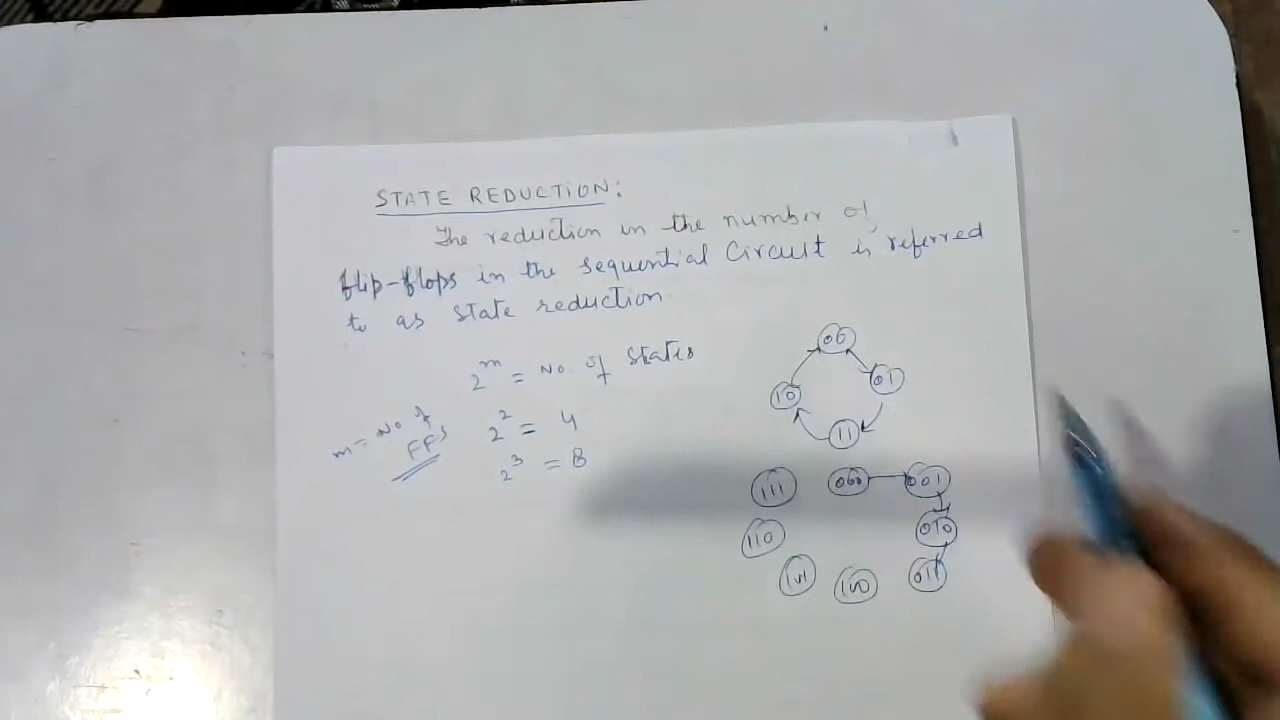 STATE REDUCTION:
The reduction in the number of
flip-flops in the sequential Circuit is referred
to as state reduction.
2^m = No. of States
m = No of FFs
2^2 = 4
2^3 = 8
00
10 01
11
111 000 001
110 010
101 100 011